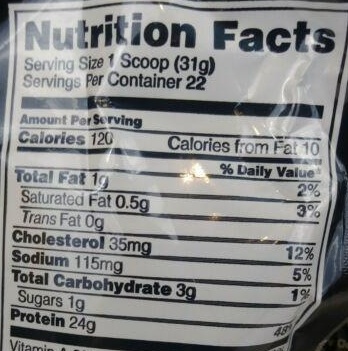 Nutrition Facts
Serving Size 1 Scoop (31g)
Servings Per Container 22
Amount Per Serving
Calories 120 Calories from Fat 10
% Daily Value*
Total Fat 1g 2%
Saturated Fat 0.5g 3%
Trans Fat 0g
Cholesterol 35mg 12%
Sodium 115mg 5%
Total Carbohydrate 3g 1%
Sugars 1g
Protein 24g 48%
Vitamin A